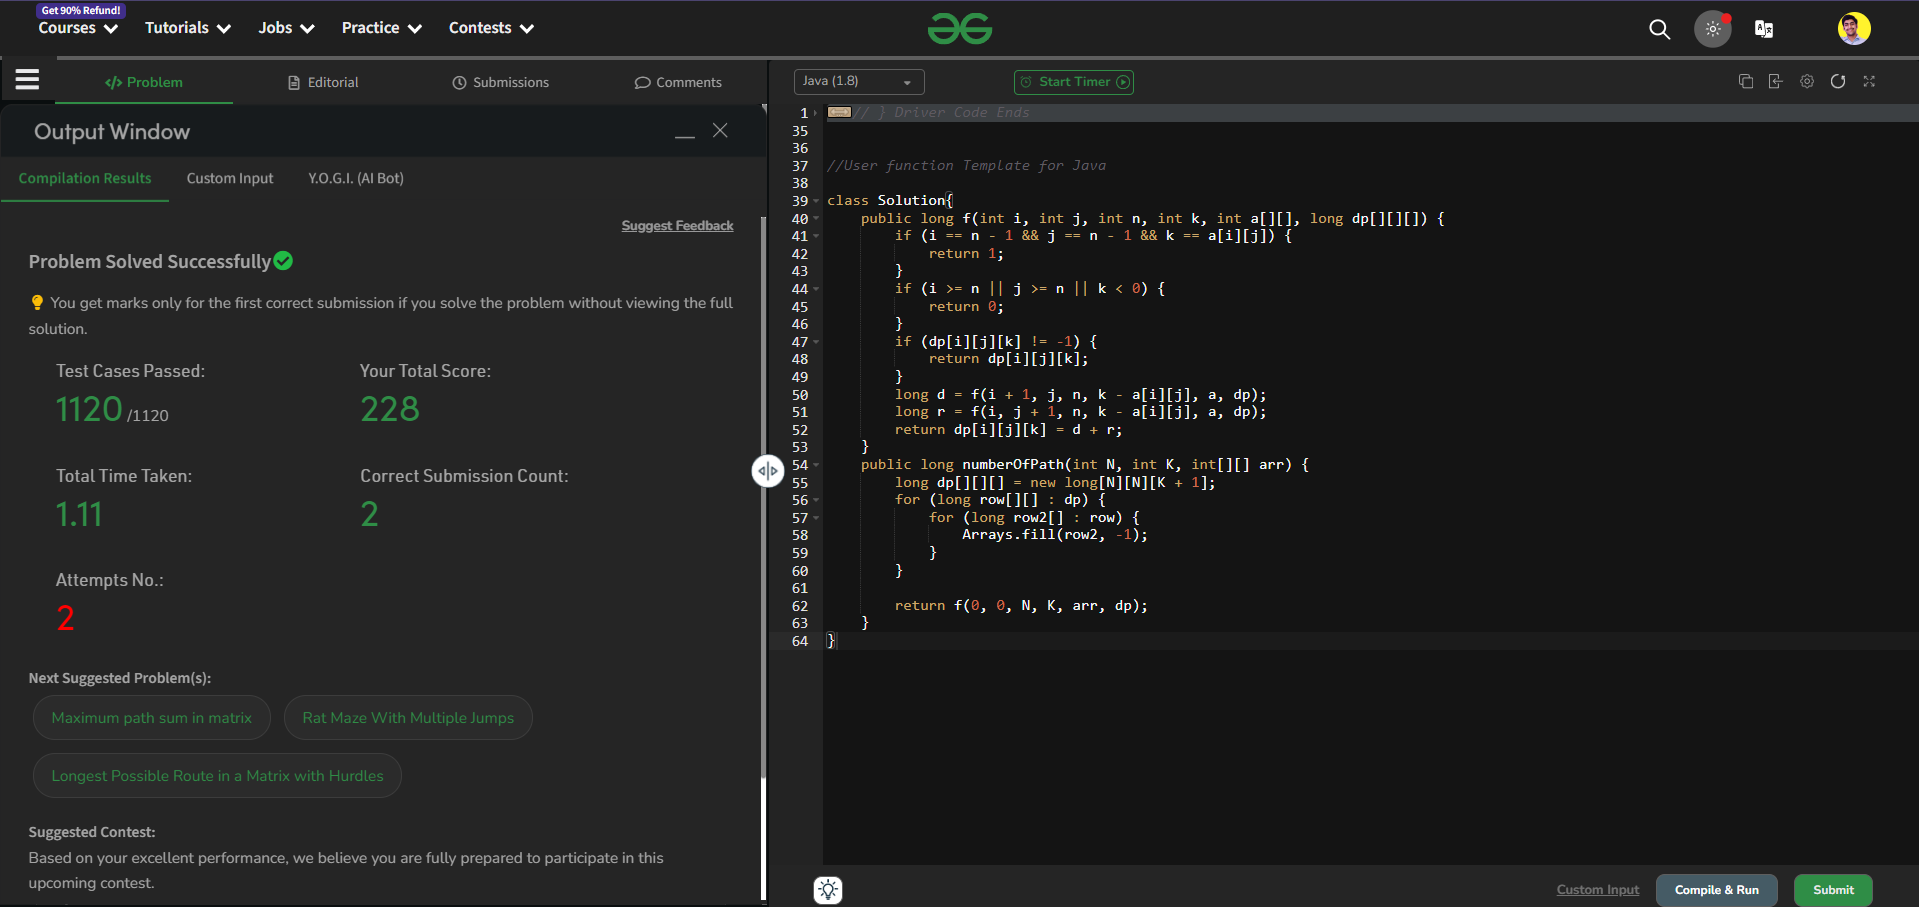 Get 90% Refund!
Courses Tutorials Jobs Practice Contests
Problem Editorial Submissions Comments
Output Window
Compilation Results Custom Input Y.O.G.I. (AI Bot)
Suggest Feedback
Problem Solved Successfully
You get marks only for the first correct submission if you solve the problem without viewing the full
solution.
Test Cases Passed: Your Total Score:
1120 /1120 228
Total Time Taken: Correct Submission Count:
1.11 2
Attempts No.:
2
Next Suggested Problem(s):
Maximum path sum in matrix Rat Maze With Multiple Jumps
Longest Possible Route in a Matrix with Hurdles
Suggested Contest:
Based on your excellent performance, we believe you are fully prepared to participate in this
upcoming contest.
Java (1.8) Start Timer
1 // } Driver Code Ends
35
36
37 //User function Template for Java
38
39 class Solution{
40     public long f(int i, int j, int n, int k, int a[][], long dp[][][]) {
41         if (i == n - 1 && j == n - 1 && k == a[i][j]) {
42             return 1;
43         }
44         if (i >= n || j >= n || k < 0) {
45             return 0;
46         }
47         if (dp[i][j][k] != -1) {
48             return dp[i][j][k];
49         }
50         long d = f(i + 1, j, n, k - a[i][j], a, dp);
51         long r = f(i, j + 1, n, k - a[i][j], a, dp);
52         return dp[i][j][k] = d + r;
53     }
54     public long numberOfPath(int N, int K, int[][] arr) {
55         long dp[][][] = new long[N][N][K + 1];
56         for (long row[][] : dp) {
57             for (long row2[] : row) {
58                 Arrays.fill(row2, -1);
59             }
60         }
61
62         return f(0, 0, N, K, arr, dp);
63     }
64 }
Custom Input Compile & Run Submit